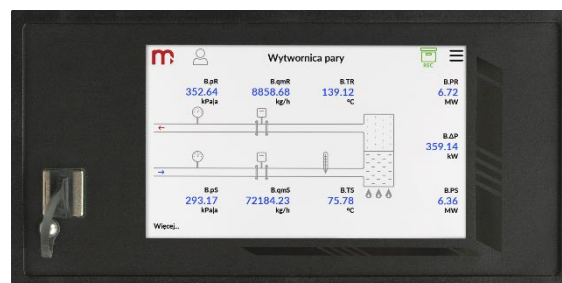 m
Wytwornica pary
REC
B.pR B.qmR B.TR B.PR
352.64 8858.68 139.12 6.72
kPa|a kg/h °C MW
B.ΔP
359.14
kW
B.pS B.qmS B.TS B.PS
293.17 72184.23 75.78 6.36
kPa|a kg/h °C MW
Więcej..